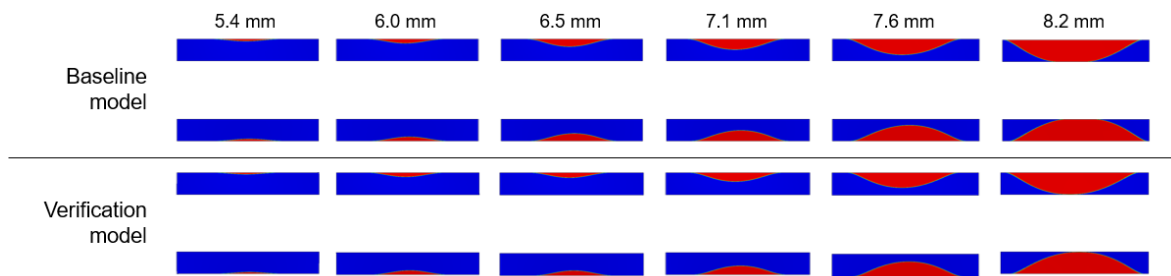 5.4 mm 6.0 mm 6.5 mm 7.1 mm 7.6 mm 8.2 mm
Baseline
model
Verification
model